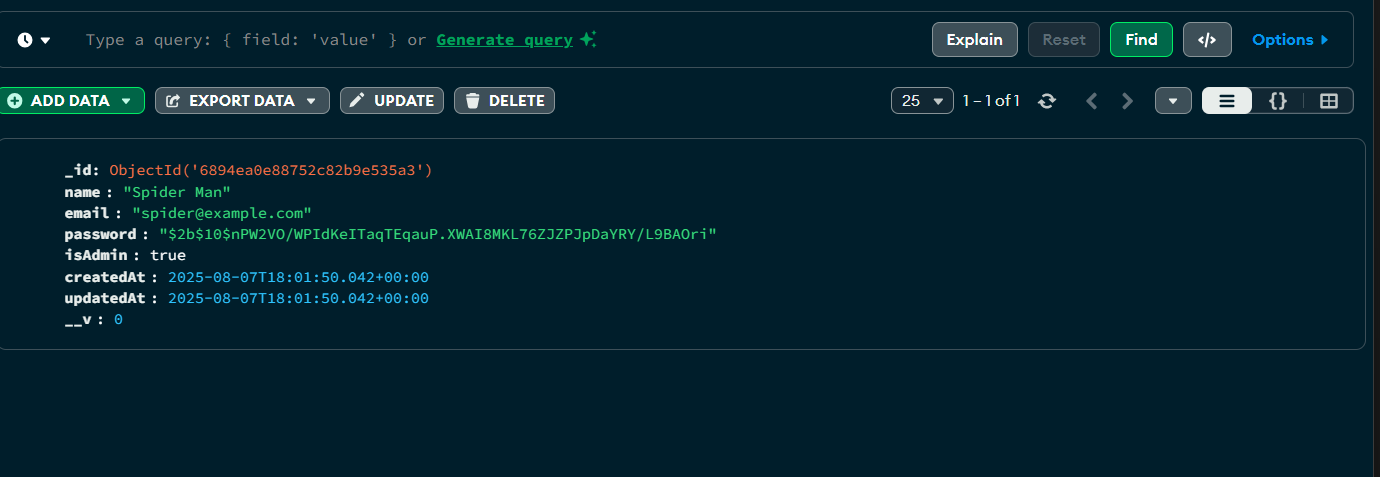 Type a query: { field: 'value' } or Generate query Explain Reset Find </> Options
ADD DATA EXPORT DATA UPDATE DELETE 25 1 – 1 of 1 {}
_id: ObjectId('6894ea0e88752c82b9e535a3')
name : "Spider Man"
email : "spider@example.com"
password : "$2b$10$nPW2VO/WPIdKeITaqTEqauP.XWAI8MKL76ZJZPJpDaYRY/L9BAOri"
isAdmin : true
createdAt : 2025-08-07T18:01:50.042+00:00
updatedAt : 2025-08-07T18:01:50.042+00:00
__v : 0